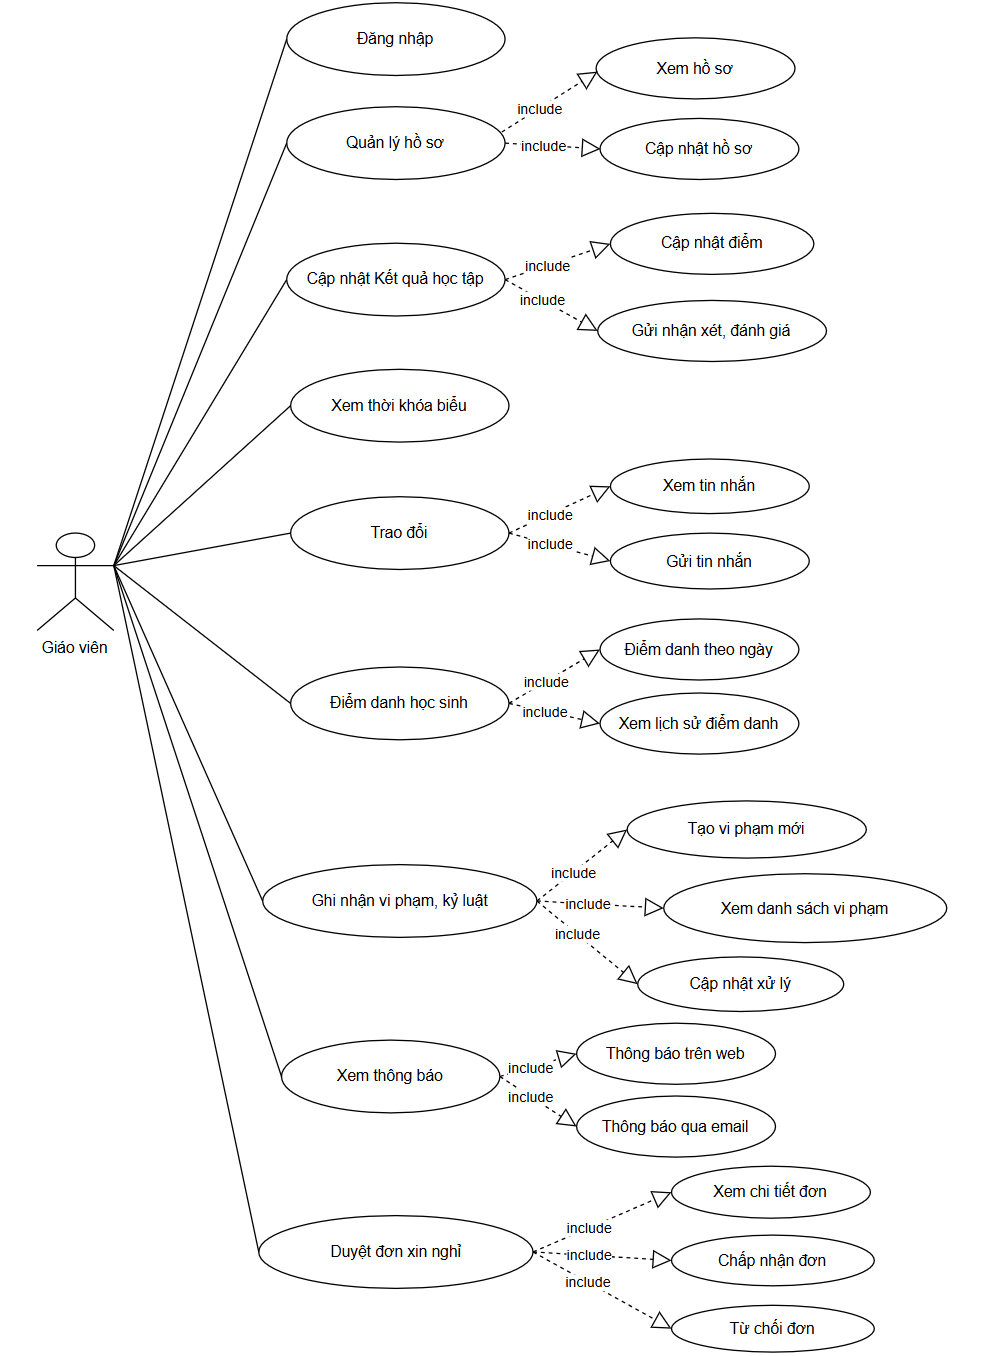 Đăng nhập
Xem hồ sơ
include
Quản lý hồ sơ
include
Cập nhật hồ sơ
Cập nhật điểm
include
Cập nhật Kết quả học tập
include
Gửi nhận xét, đánh giá
Xem thời khóa biểu
Xem tin nhắn
include
Trao đổi
include
Gửi tin nhắn
Giáo viên
Điểm danh theo ngày
include
Điểm danh học sinh
include
Xem lịch sử điểm danh
Tạo vi phạm mới
include
Ghi nhận vi phạm, kỷ luật
include
Xem danh sách vi phạm
include
Cập nhật xử lý
Thông báo trên web
include
Xem thông báo
include
Thông báo qua email
Xem chi tiết đơn
include
Duyệt đơn xin nghỉ
include
Chấp nhận đơn
include
Từ chối đơn